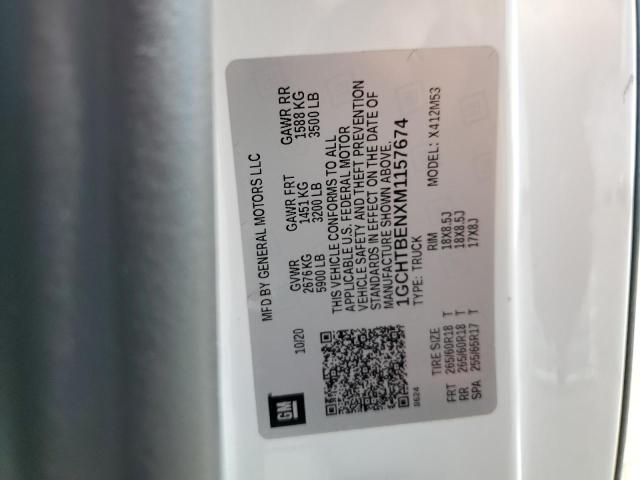 GM
10/20
MFD BY GENERAL MOTORS LLC
GVWR GAWR FRT GAWR RR
2676 KG 1451 KG 1588 KG
5900 LB 3200 LB 3500 LB
THIS VEHICLE CONFORMS TO ALL
APPLICABLE U.S. FEDERAL MOTOR
VEHICLE SAFETY AND THEFT PREVENTION
STANDARDS IN EFFECT ON THE DATE OF
MANUFACTURE SHOWN ABOVE.
1GCHTBENXM1157674
TYPE: TRUCK
MODEL: X412M53
TIRE SIZE RIM
FRT 265/60R18 T 18X8.5J
RR 265/60R18 T 18X8.5J
SPA 255/65R17 T 17X8J